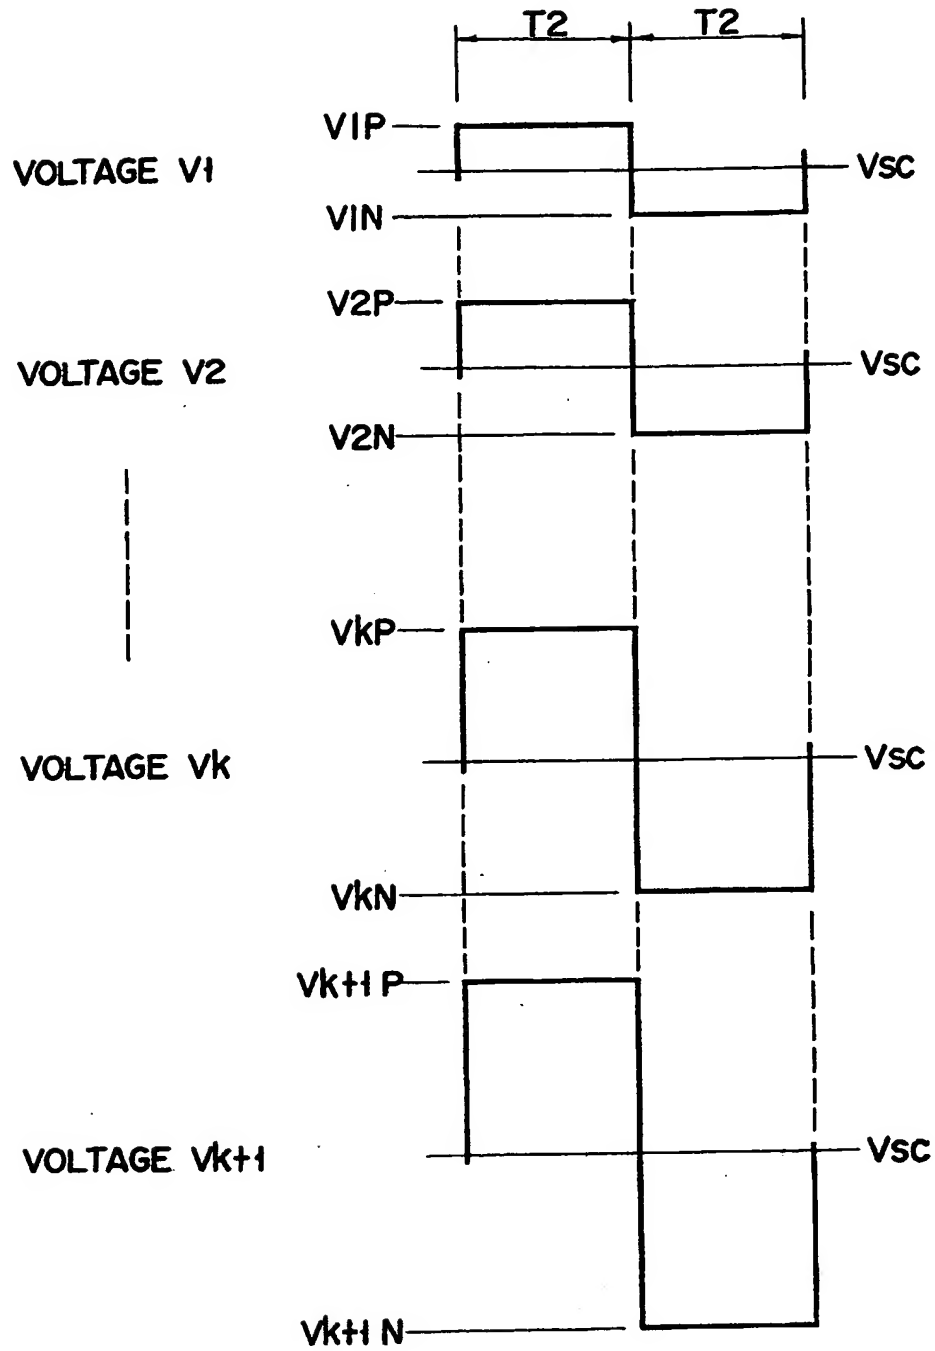 T2 T2
V1P
VOLTAGE V1
VSC
V1N
V2P
VOLTAGE V2
VSC
V2N
VkP
VOLTAGE Vk
VSC
VkN
Vk+1 P
VOLTAGE Vk+1
VSC
Vk+1 N